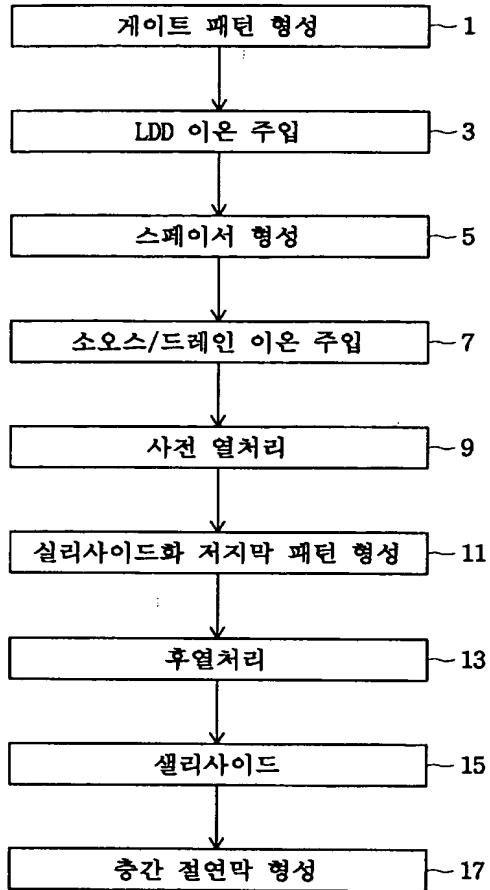 게이트 패턴 형성 1
LDD 이온 주입 3
스페이서 형성 5
소오스/드레인 이온 주입 7
사전 열처리 9
실리사이드화 저지막 패턴 형성 11
후열처리 13
샐리사이드 15
층간 절연막 형성 17